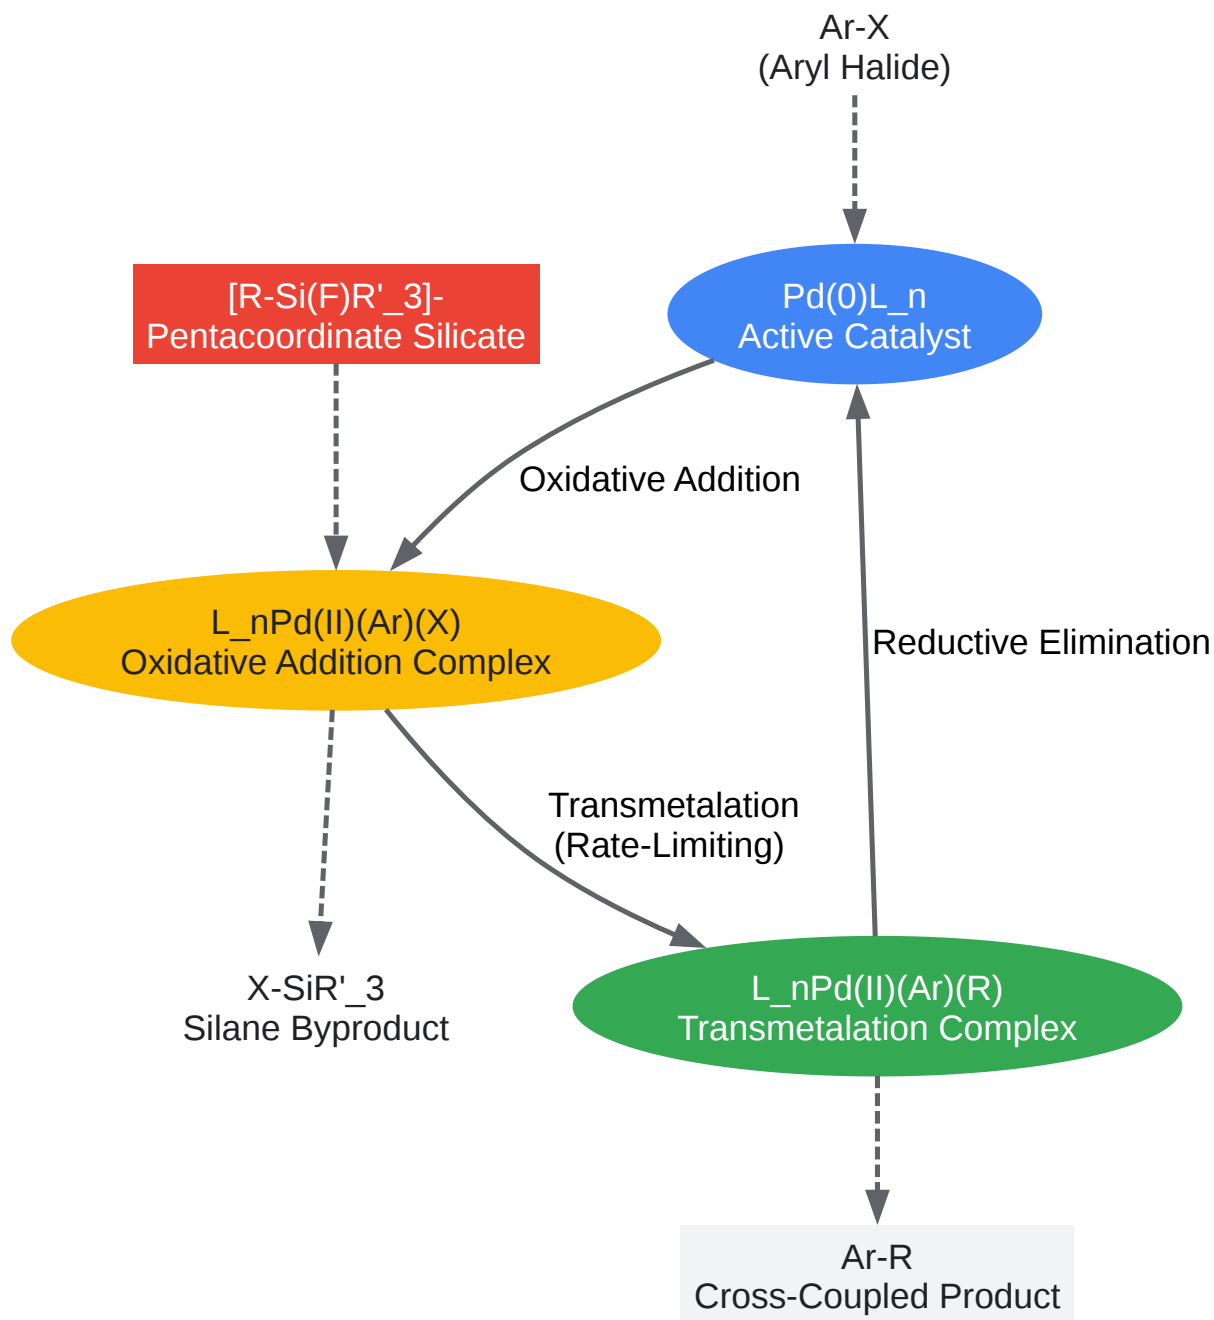 Ar-X
(Aryl Halide)
[R-Si(F)R'_3]-
Pentacoordinate Silicate
Pd(0)L_n
Active Catalyst
Oxidative Addition
L_nPd(II)(Ar)(X)
Oxidative Addition Complex
Reductive Elimination
Transmetalation
(Rate-Limiting)
X-SiR'_3
Silane Byproduct
L_nPd(II)(Ar)(R)
Transmetalation Complex
Ar-R
Cross-Coupled Product